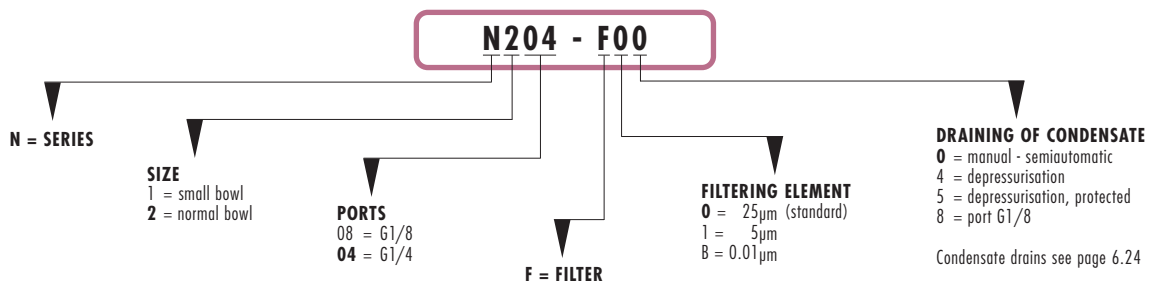 N204 - F00
N = SERIES
SIZE
1 = small bowl
2 = normal bowl
PORTS
08 = G1/8
04 = G1/4
F = FILTER
FILTERING ELEMENT
0 = 25µm (standard)
1 = 5µm
B = 0.01µm
DRAINING OF CONDENSATE
0 = manual - semiautomatic
4 = depressurisation
5 = depressurisation, protected
8 = port G1/8
Condensate drains see page 6.24